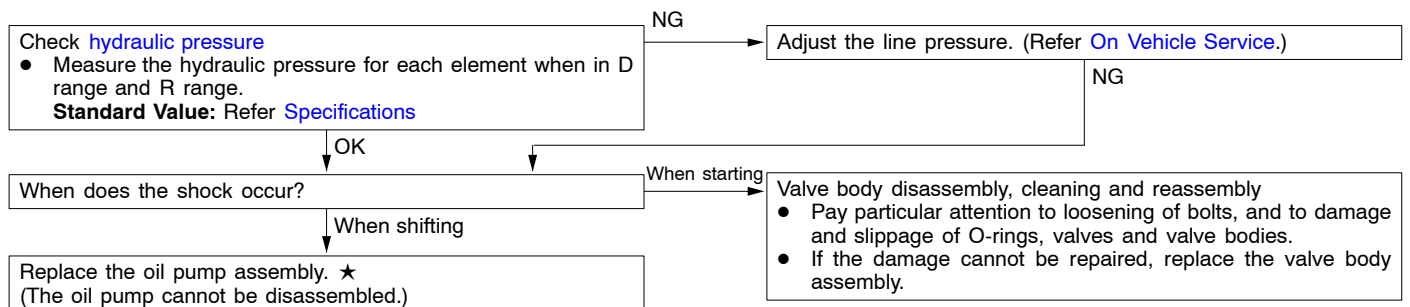 NG
Check hydraulic pressure
● Measure the hydraulic pressure for each element when in D
range and R range.
Standard Value: Refer Specifications
Adjust the line pressure. (Refer On Vehicle Service.)
NG
OK
When does the shock occur?
When starting
Valve body disassembly, cleaning and reassembly
● Pay particular attention to loosening of bolts, and to damage
and slippage of O-rings, valves and valve bodies.
● If the damage cannot be repaired, replace the valve body
assembly.
When shifting
Replace the oil pump assembly. ★
(The oil pump cannot be disassembled.)